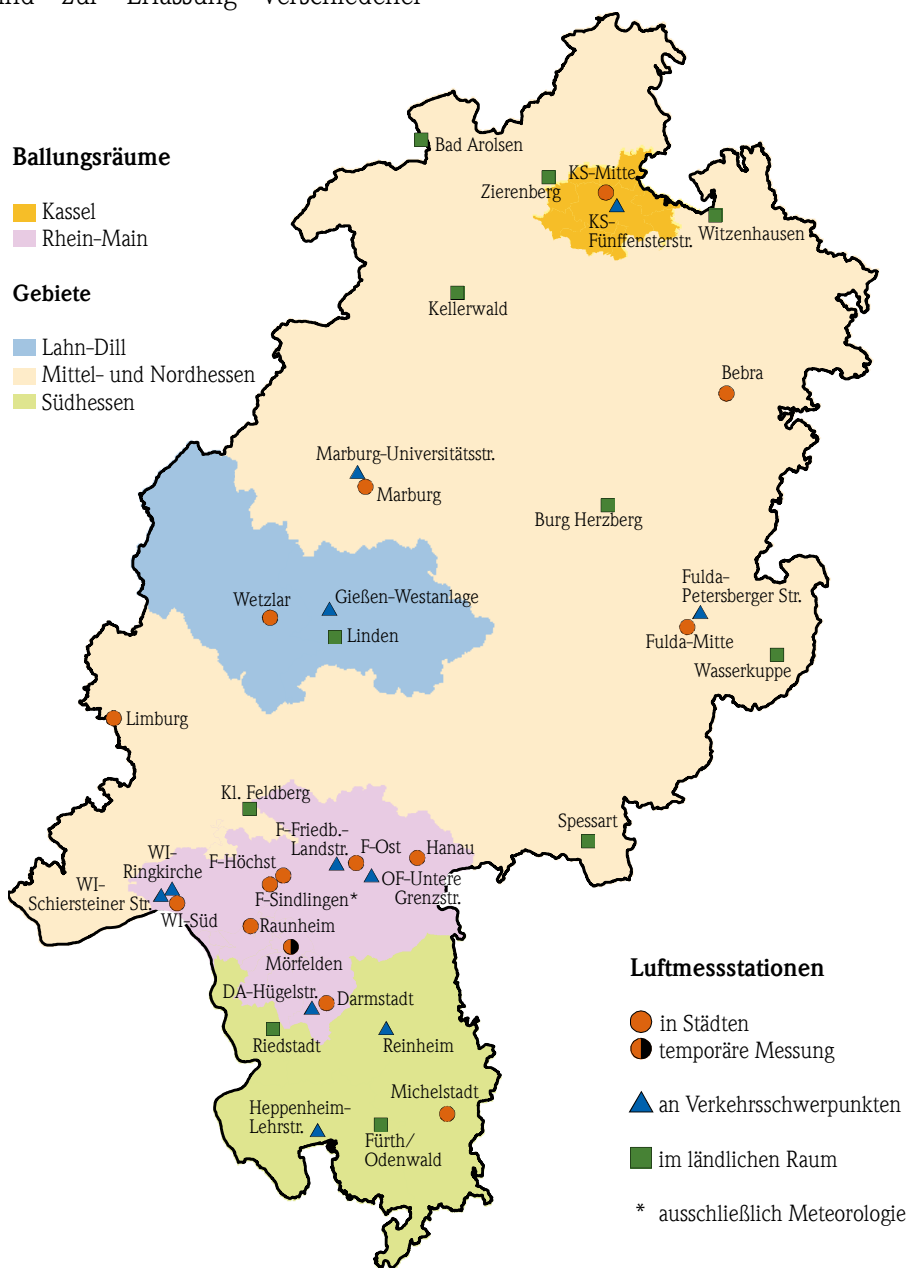 und zur Erfassung verschiedener
Ballungsräume
Kassel
Rhein-Main
Gebiete
Lahn-Dill
Mittel- und Nordhessen
Südhessen
Bad Arolsen
Zierenberg
KS-Mitte
KS-
Fünffensterstr.
Witzenhausen
Kellerwald
Bebra
Marburg-Universitätsstr.
Marburg
Burg Herzberg
Wetzlar
Gießen-Westanlage
Linden
Fulda-
Petersberger Str.
Fulda-Mitte
Wasserkuppe
Limburg
Kl. Feldberg
Spessart
F-Friedb.-
Landstr.
F-Ost
Hanau
WI-
Ringkirche
F-Höchst
WI-
Schiersteiner Str.
F-Sindlingen*
OF-Untere
Grenzstr.
WI-Süd
Raunheim
Mörfelden
DA-Hügelstr.
Darmstadt
Riedstadt
Reinheim
Michelstadt
Heppenheim-
Lehrstr.
Fürth/
Odenwald
Luftmessstationen
in Städten
temporäre Messung
an Verkehrsschwerpunkten
im ländlichen Raum
* ausschließlich Meteorologie